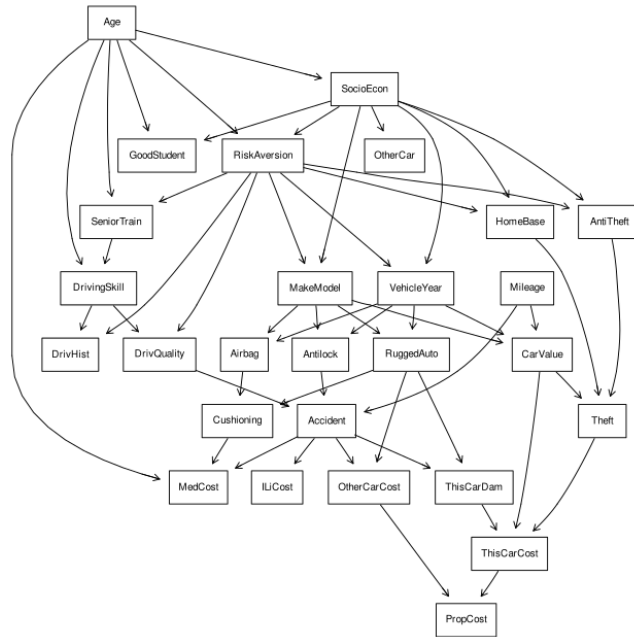 Age
SocioEcon
GoodStudent
RiskAversion
OtherCar
SeniorTrain
HomeBase
AntiTheft
DrivingSkill
MakeModel
VehicleYear
Mileage
DrivHist
DrivQuality
Airbag
Antilock
RuggedAuto
CarValue
Cushioning
Accident
Theft
MedCost
ILiCost
OtherCarCost
ThisCarDam
ThisCarCost
PropCost